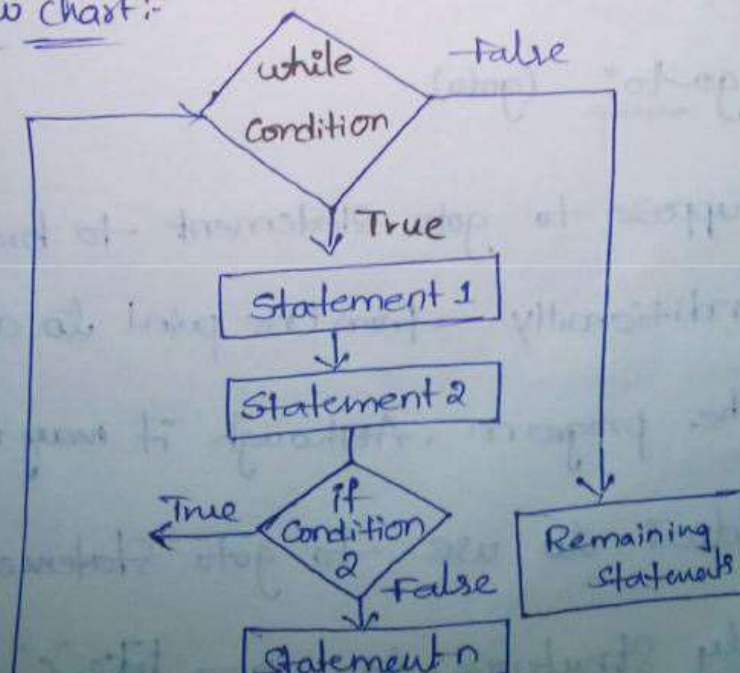 Chart:-
while
Condition
False
True
Statement 1
Statement 2
True
if
Condition
2
False
Remaining
Statements
Statement n